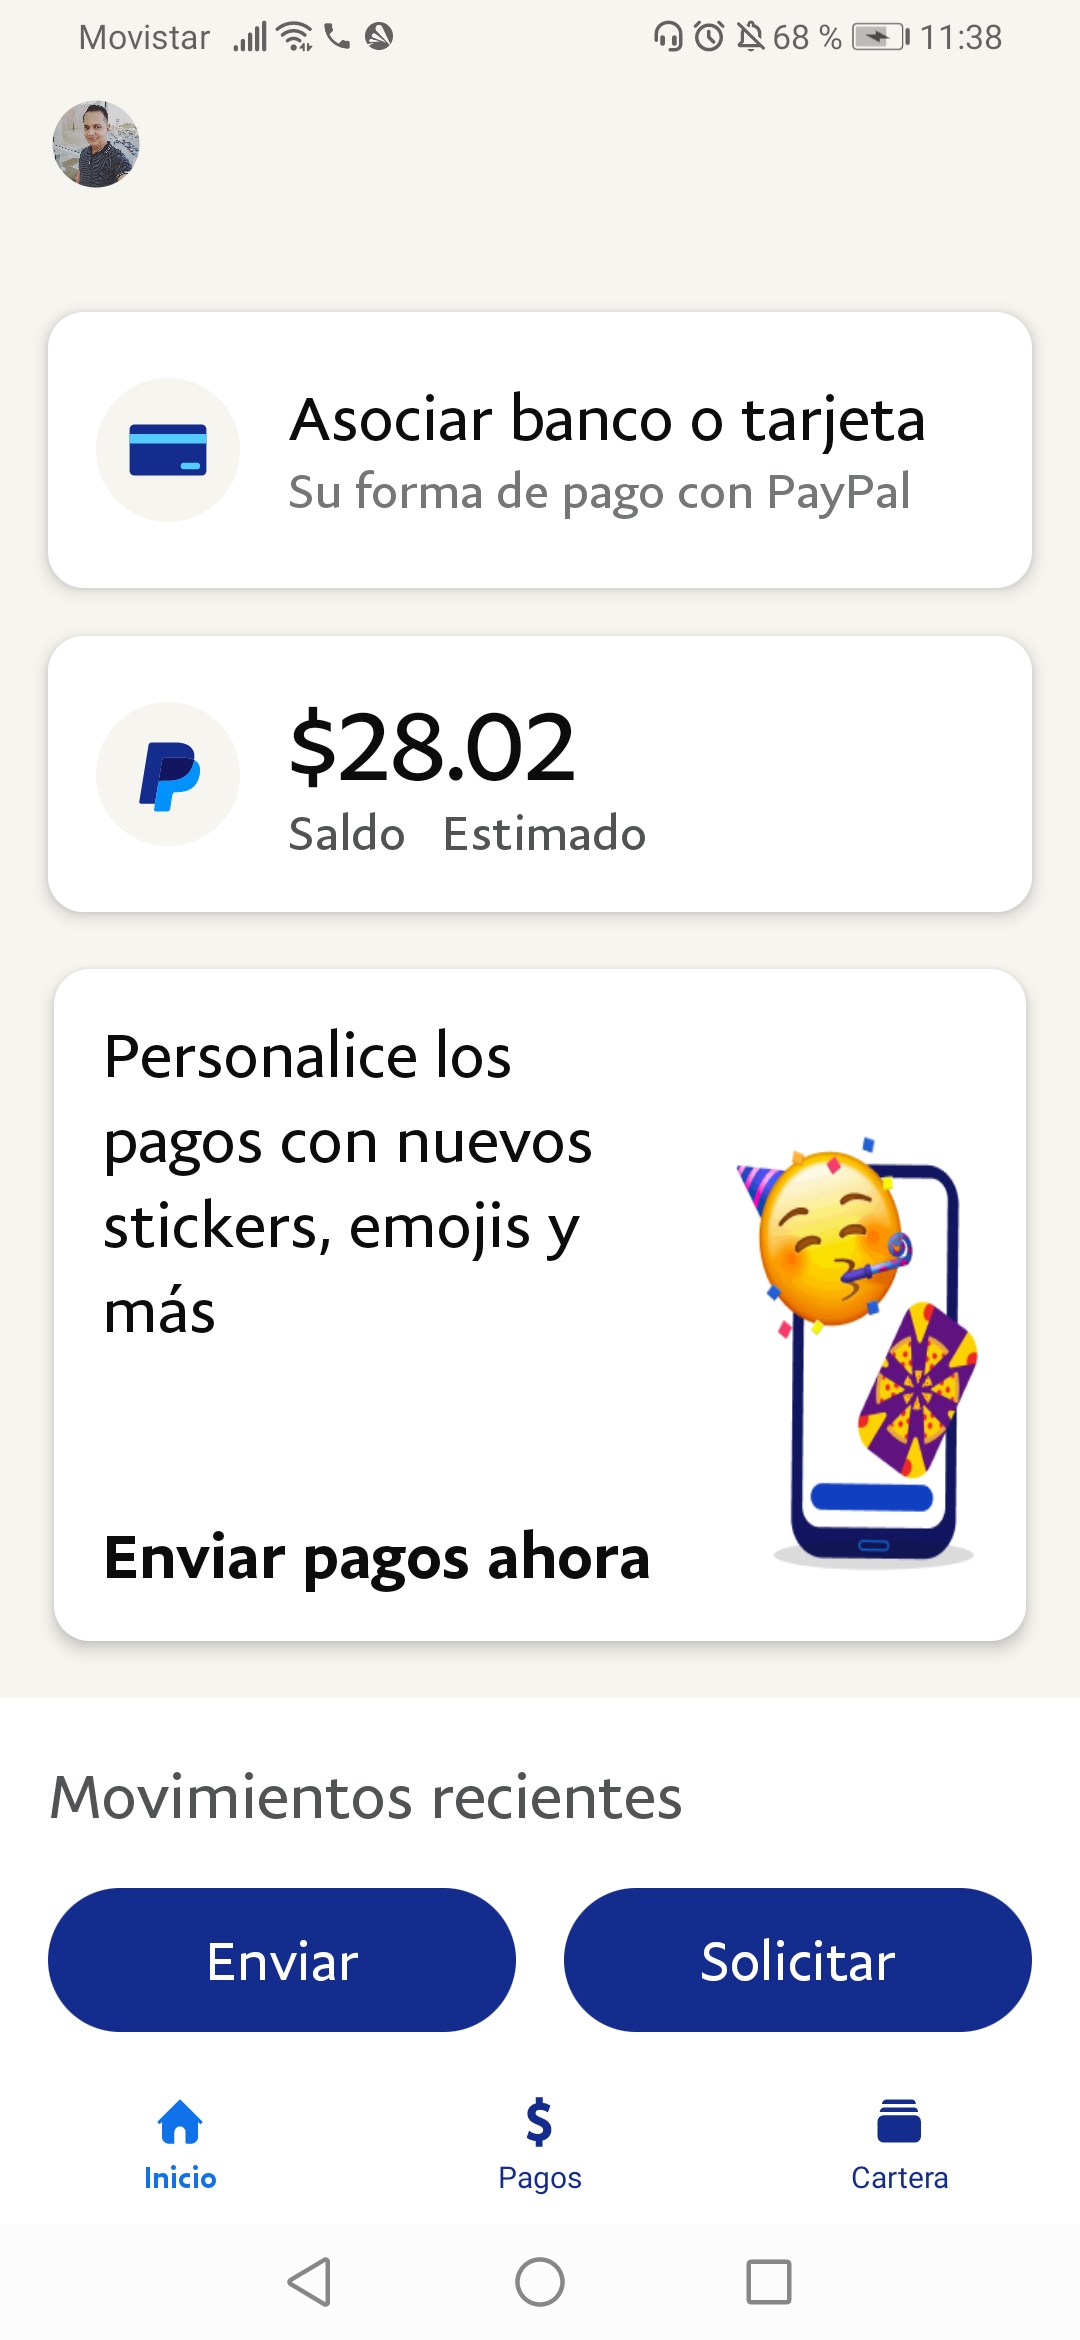 Movistar 68 % 11:38
Asociar banco o tarjeta
Su forma de pago con PayPal
$28.02
Saldo Estimado
Personalice los
pagos con nuevos
stickers, emojis y
más
Enviar pagos ahora
Movimientos recientes
Enviar Solicitar
Inicio Pagos Cartera